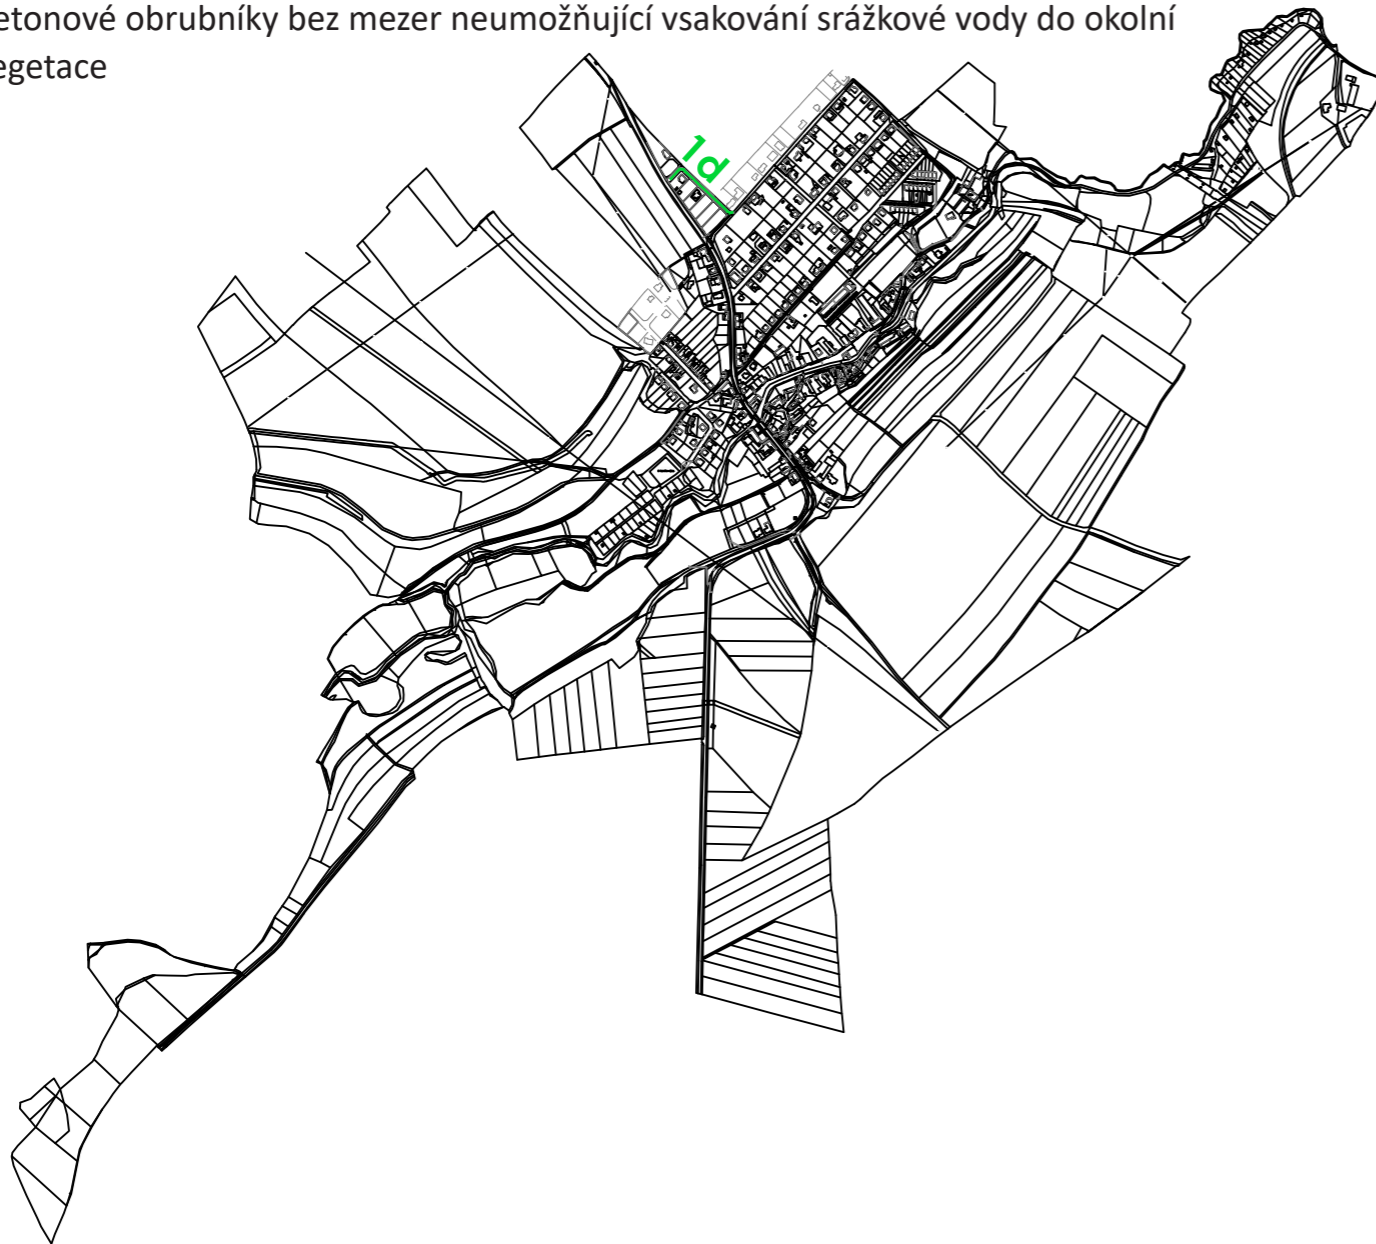 etonové obrubníky bez mezer neumožňující vsakování srážkové vody do okolní
egetace
1d